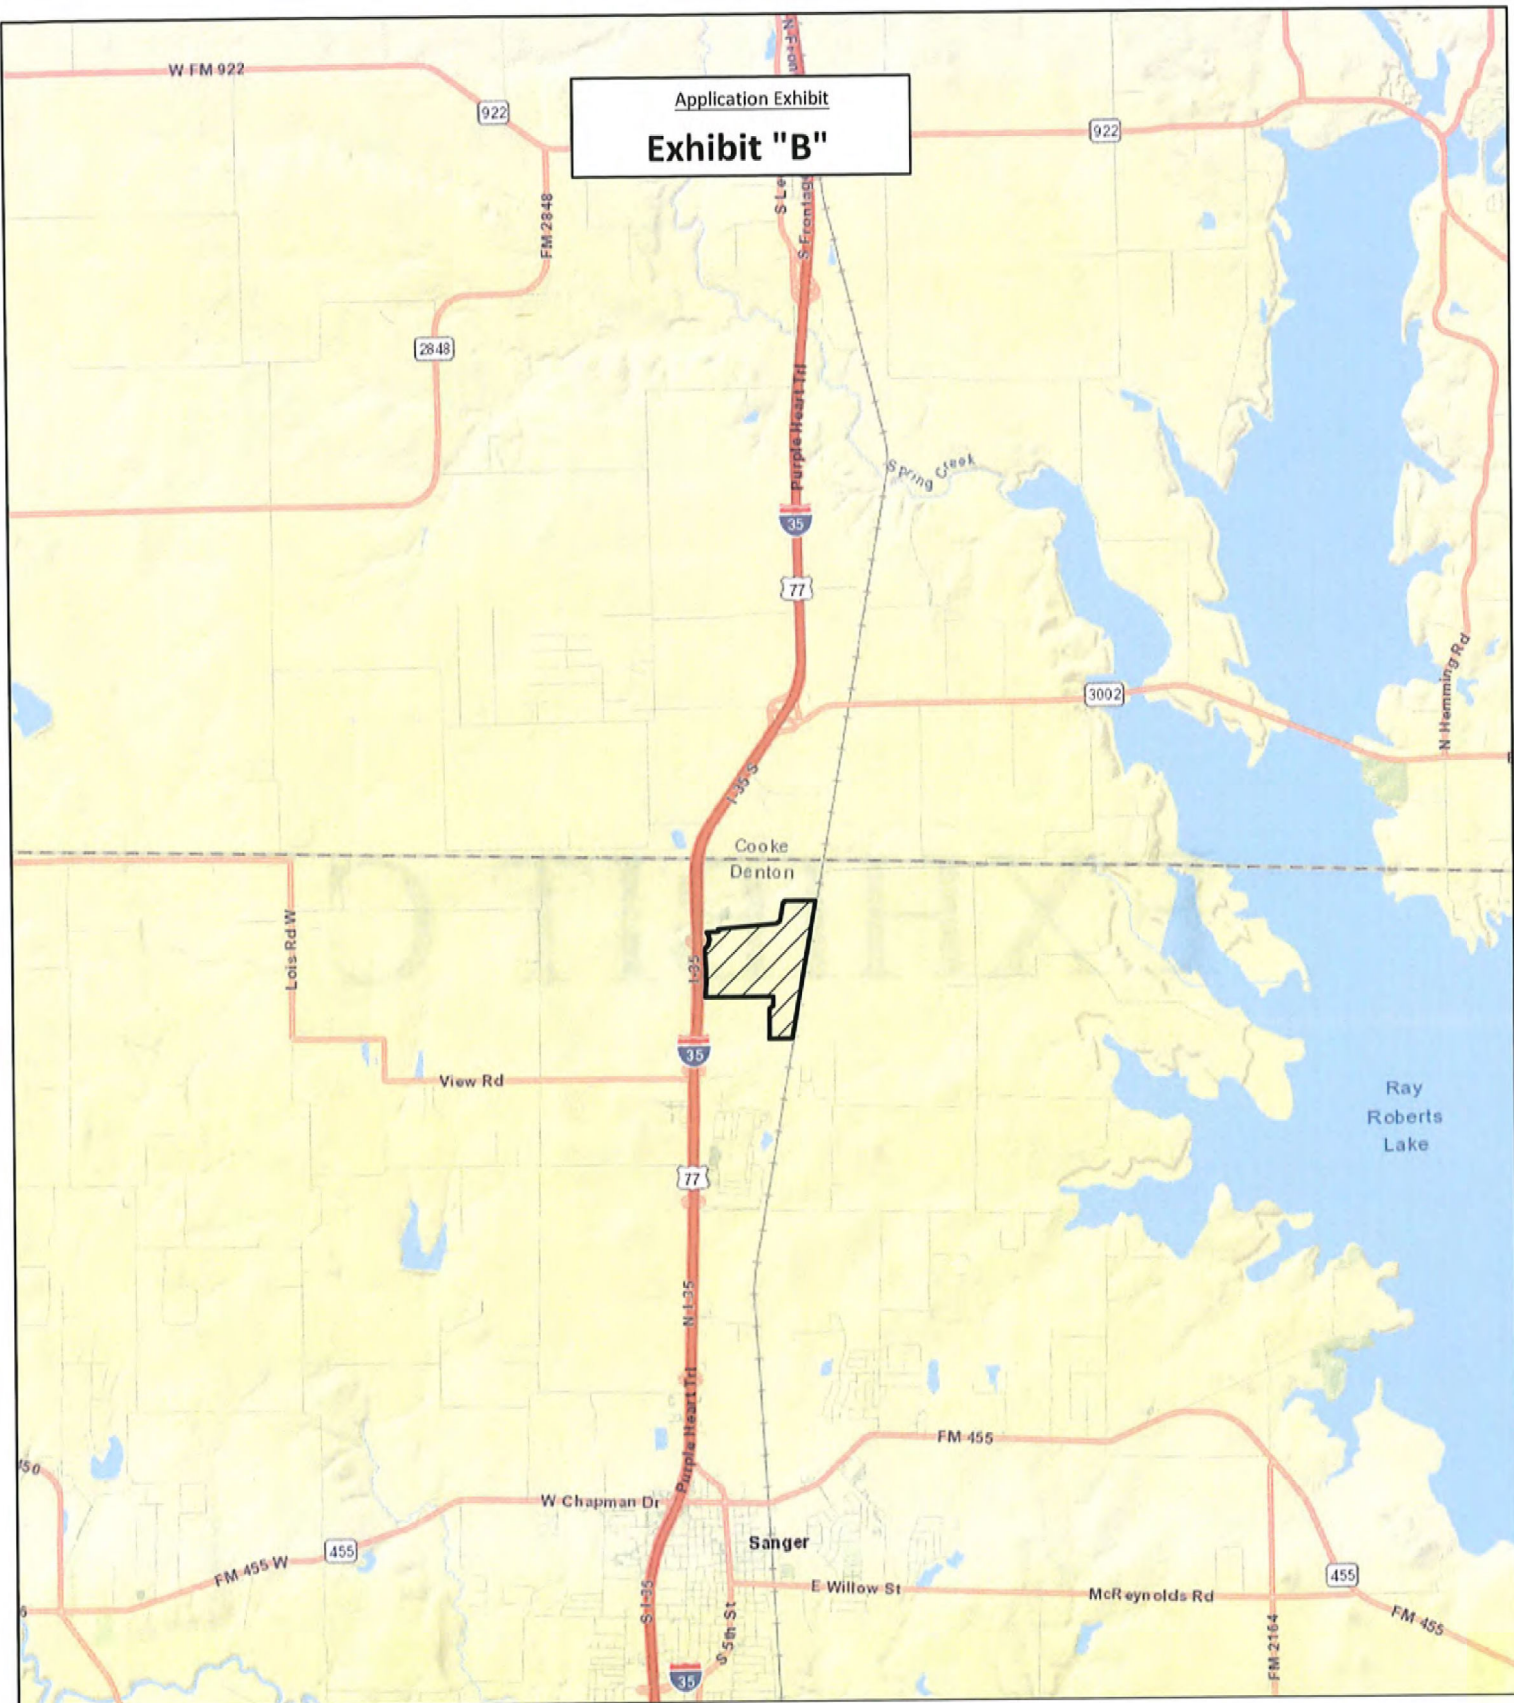 W FM 922
922
Application Exhibit
Exhibit "B"
922
FM 2848
S Frontag
2848
Purple Heart Trl
Spring Creek
35
77
N Hemming Rd
3002
I-35 S
Cooke
Denton
Lois Rd W
I-35
35
View Rd
Ray
Roberts
Lake
77
N I-35
Purple Heart Trl
FM 455
W Chapman Dr
Sanger
455
FM 455 W
E Willow St
McReynolds Rd
455
FM 455
S I-35
S 5th St
FM 2164
35